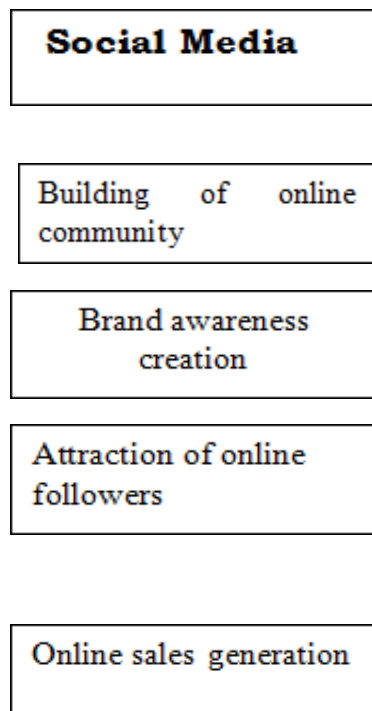 Social Media
Building of online
community
Brand awareness
creation
Attraction of online
followers
Online sales generation